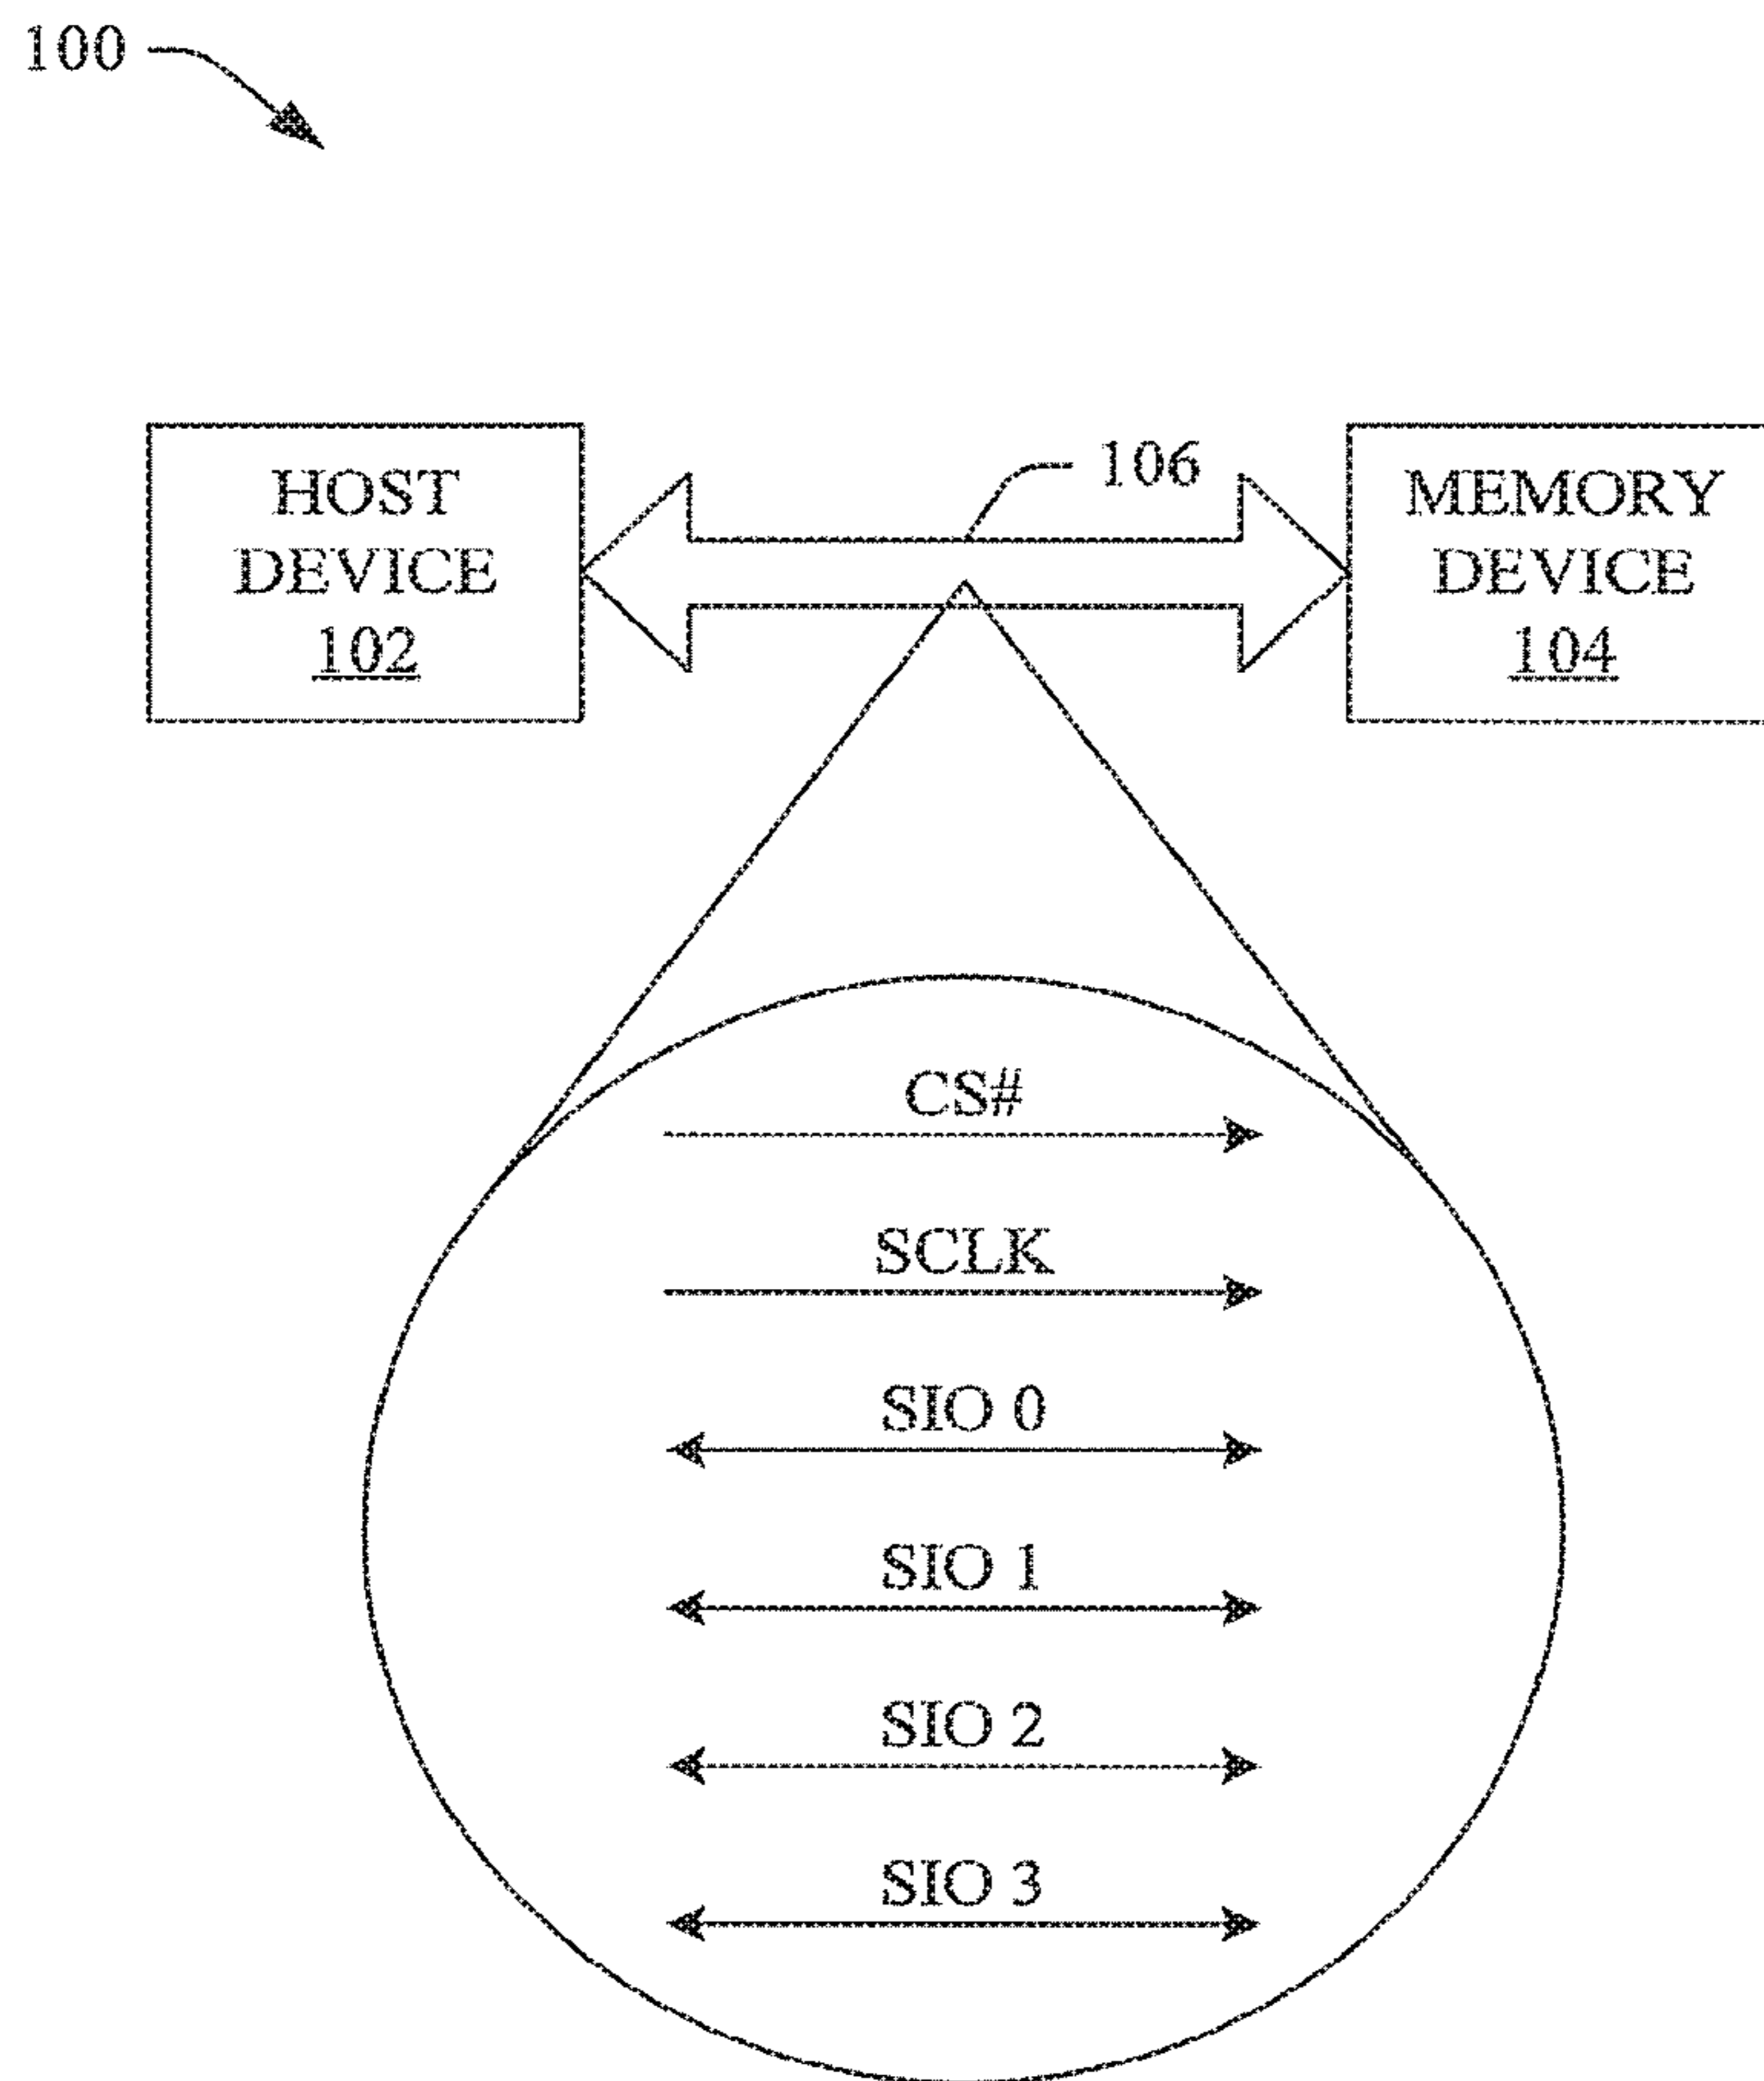 100
106
HOST
DEVICE
102
MEMORY
DEVICE
104
CS#
SCLK
SIO 0
SIO 1
SIO 2
SIO 3